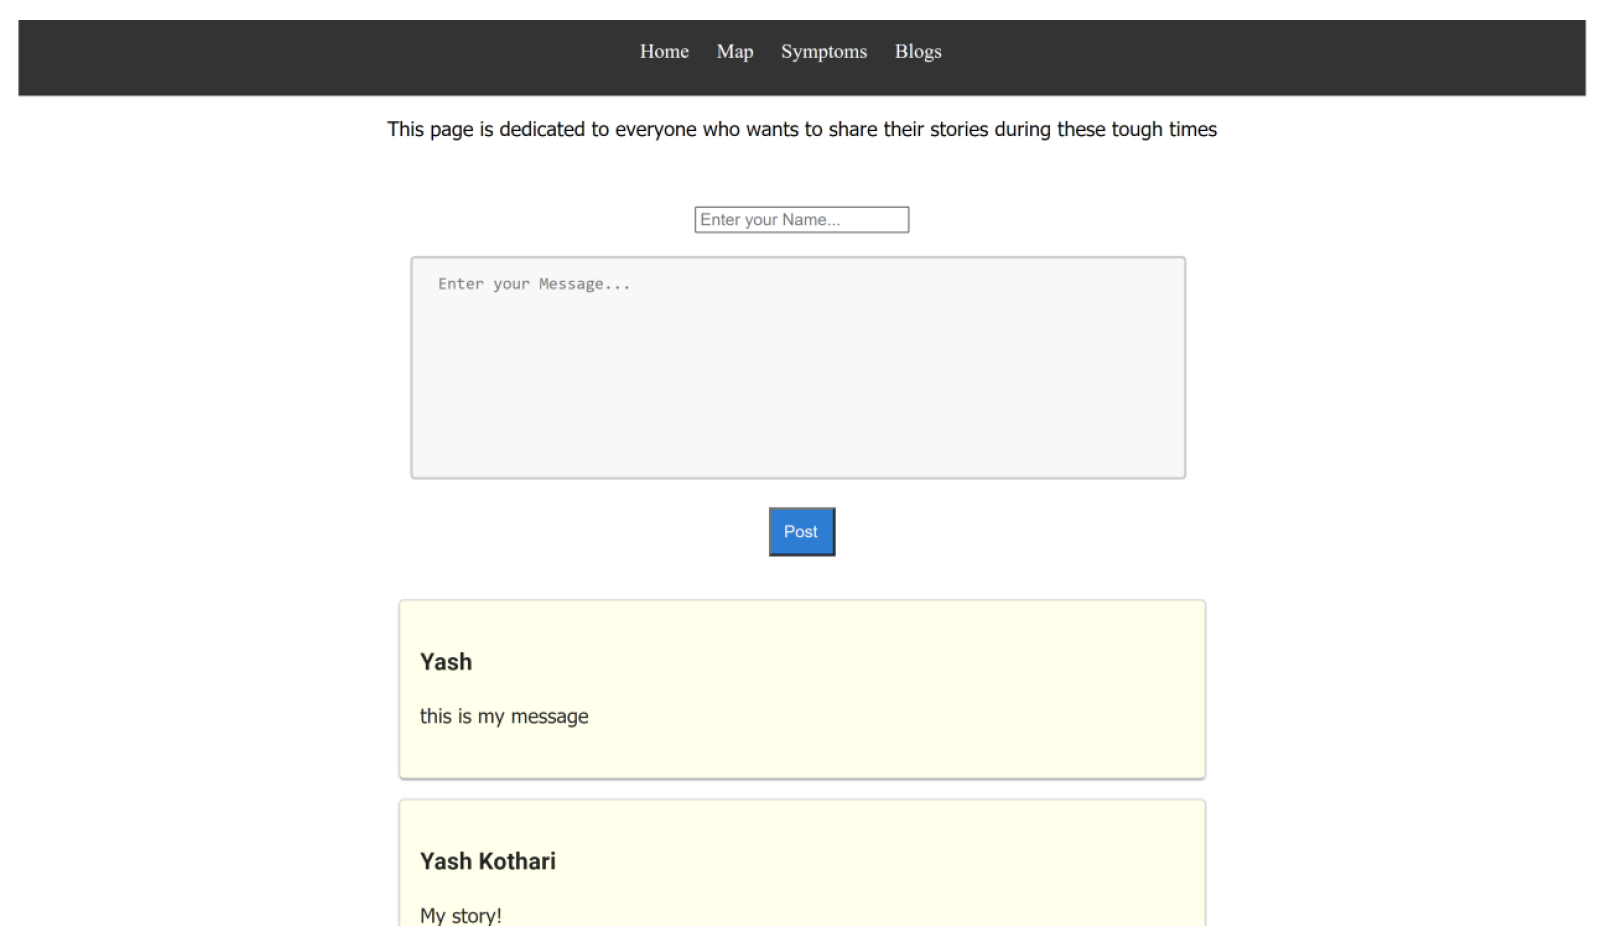 Home Map Symptoms Blogs
This page is dedicated to everyone who wants to share their stories during these tough times
Enter your Name...
Enter your Message...
Post
Yash
this is my message
Yash Kothari
My story!